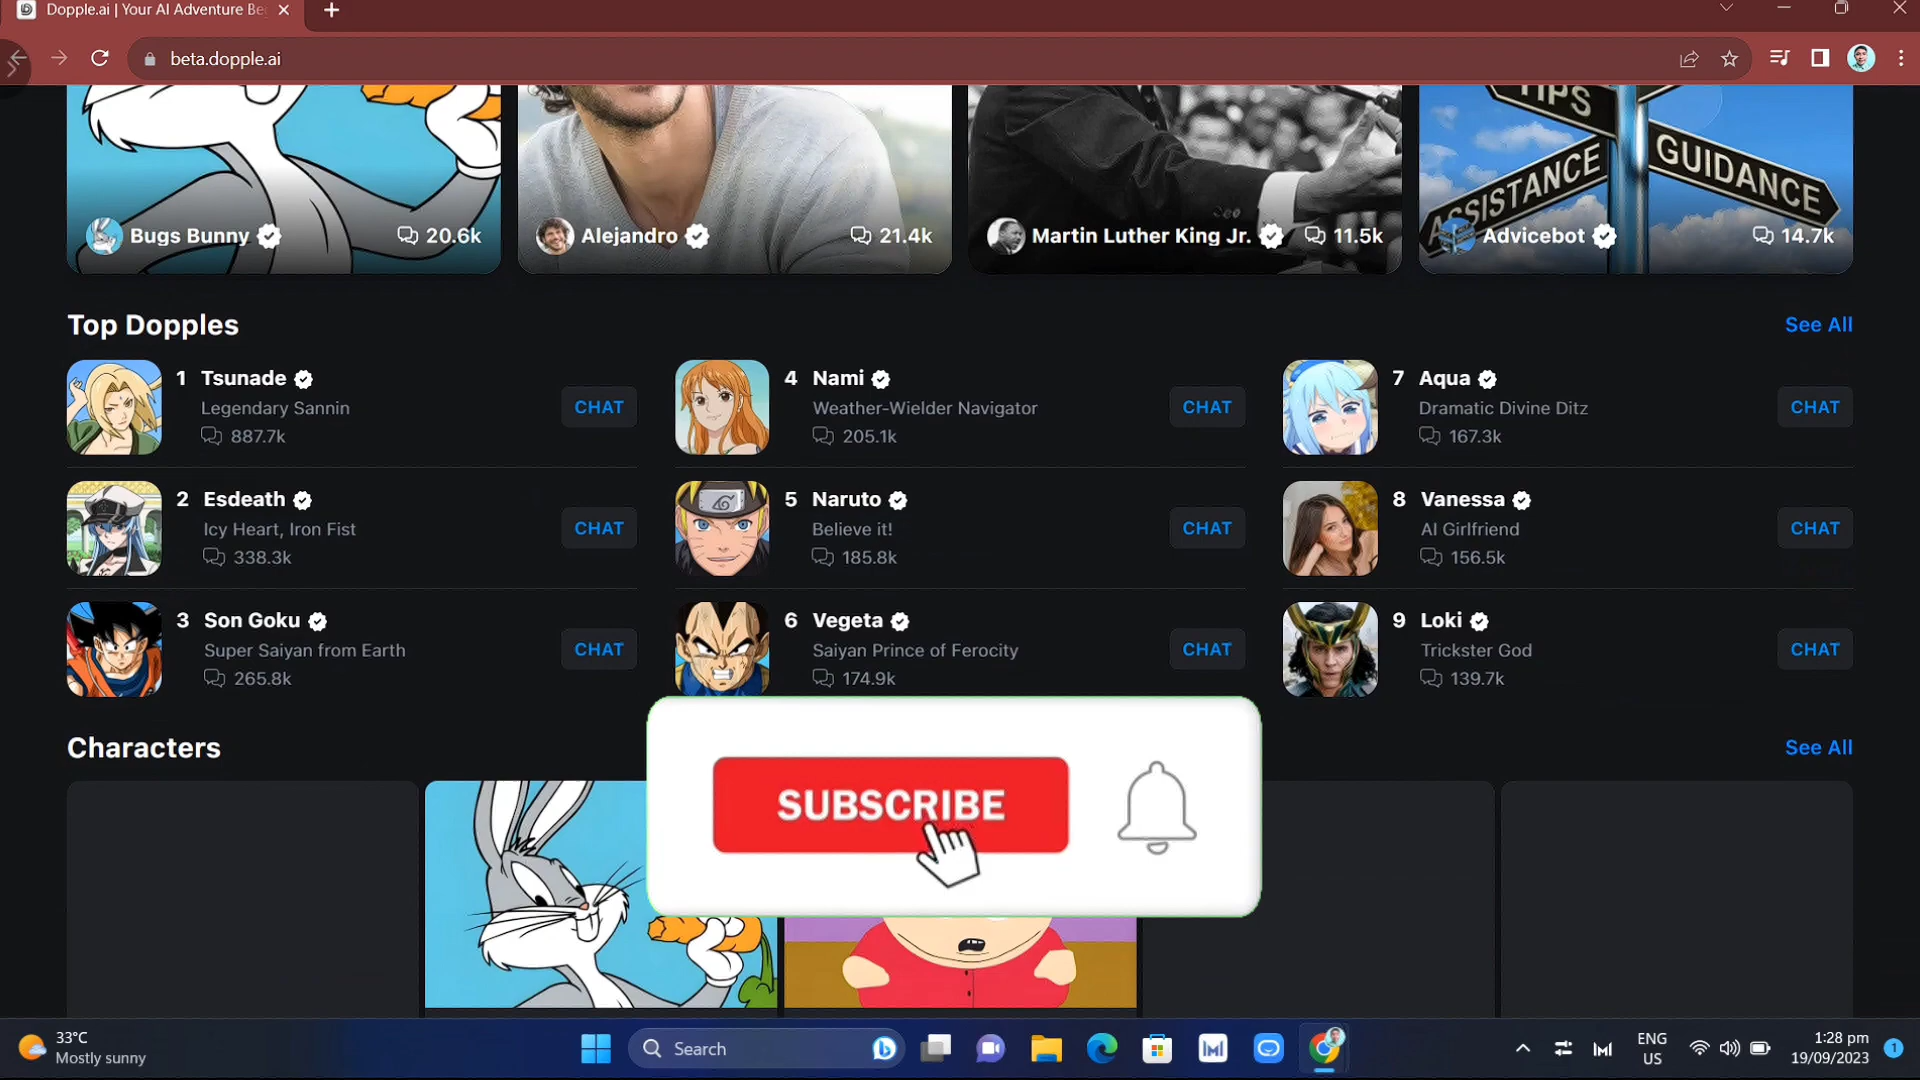 Dopple.ai | Your AI Adventure Be
beta.dopple.ai
TIPS
ASSISTANCE
GUIDANCE
Bugs Bunny 20.6k
Alejandro 21.4k
Martin Luther King Jr. 11.5k
Advicebot 14.7k
Top Dopples
See All
1 Tsunade
Legendary Sannin
887.7k
CHAT
4 Nami
Weather-Wielder Navigator
205.1k
CHAT
7 Aqua
Dramatic Divine Ditz
167.3k
CHAT
2 Esdeath
Icy Heart, Iron Fist
338.3k
CHAT
5 Naruto
Believe it!
185.8k
CHAT
8 Vanessa
AI Girlfriend
156.5k
CHAT
3 Son Goku
Super Saiyan from Earth
265.8k
CHAT
6 Vegeta
Saiyan Prince of Ferocity
174.9k
CHAT
9 Loki
Trickster God
139.7k
CHAT
Characters
See All
SUBSCRIBE
33°C
Mostly sunny
Search
ENG
US
1:28 pm
19/09/2023
1